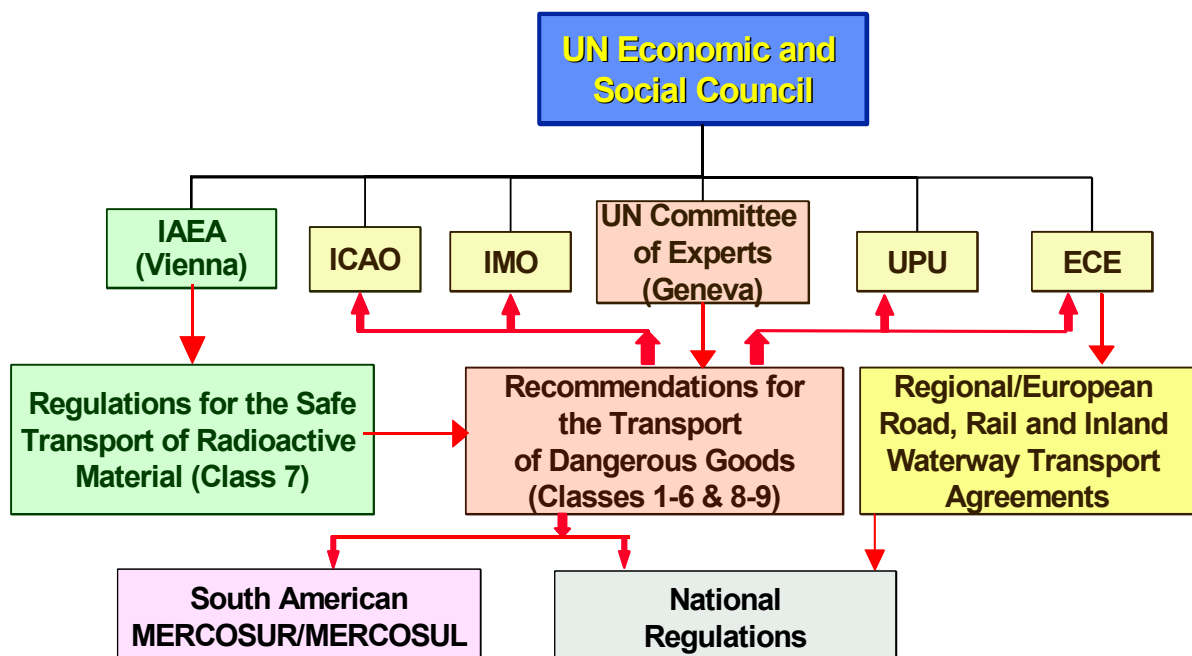 UN Economic and
Social Council
IAEA
(Vienna)
ICAO
IMO
UN Committee
of Experts
(Geneva)
UPU
ECE
Regulations for the Safe
Transport of Radioactive
Material (Class 7)
Recommendations for
the Transport
of Dangerous Goods
(Classes 1-6 & 8-9)
Regional/European
Road, Rail and Inland
Waterway Transport
Agreements
South American
MERCOSUR/MERCOSUL
National
Regulations